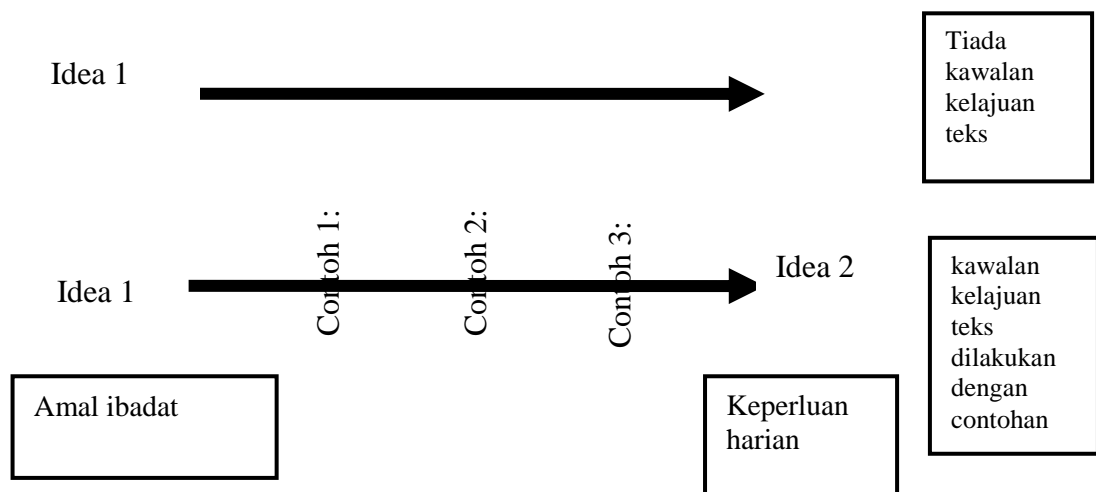 Idea 1
Tiada
kawalan
kelajuan
teks
Idea 1
Contoh 1:
Contoh 2:
Contoh 3:
Idea 2
kawalan
kelajuan
teks
dilakukan
dengan
contohan
Amal ibadat
Keperluan
harian